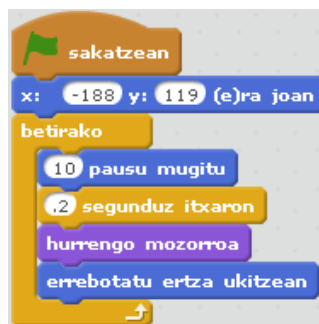 sakatzean
x: -188 y: 119 (e)ra joan
betirako
10 pausu mugitu
.2 segunduz itxaron
hurrengo mozorroa
errebotatu ertza ukitzean